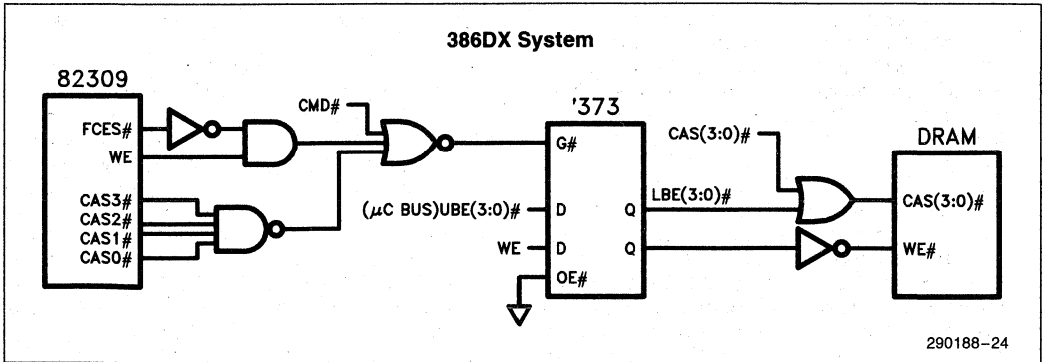 386DX System
82309
FCES#
WE
CAS3#
CAS2#
CAS1#
CAS0#
CMD#
(μC BUS)UBE(3:0)#
WE
'373
G#
D
Q
D
Q
OE#
LBE(3:0)#
CAS(3:0)#
DRAM
CAS(3:0)#
WE#
290188-24